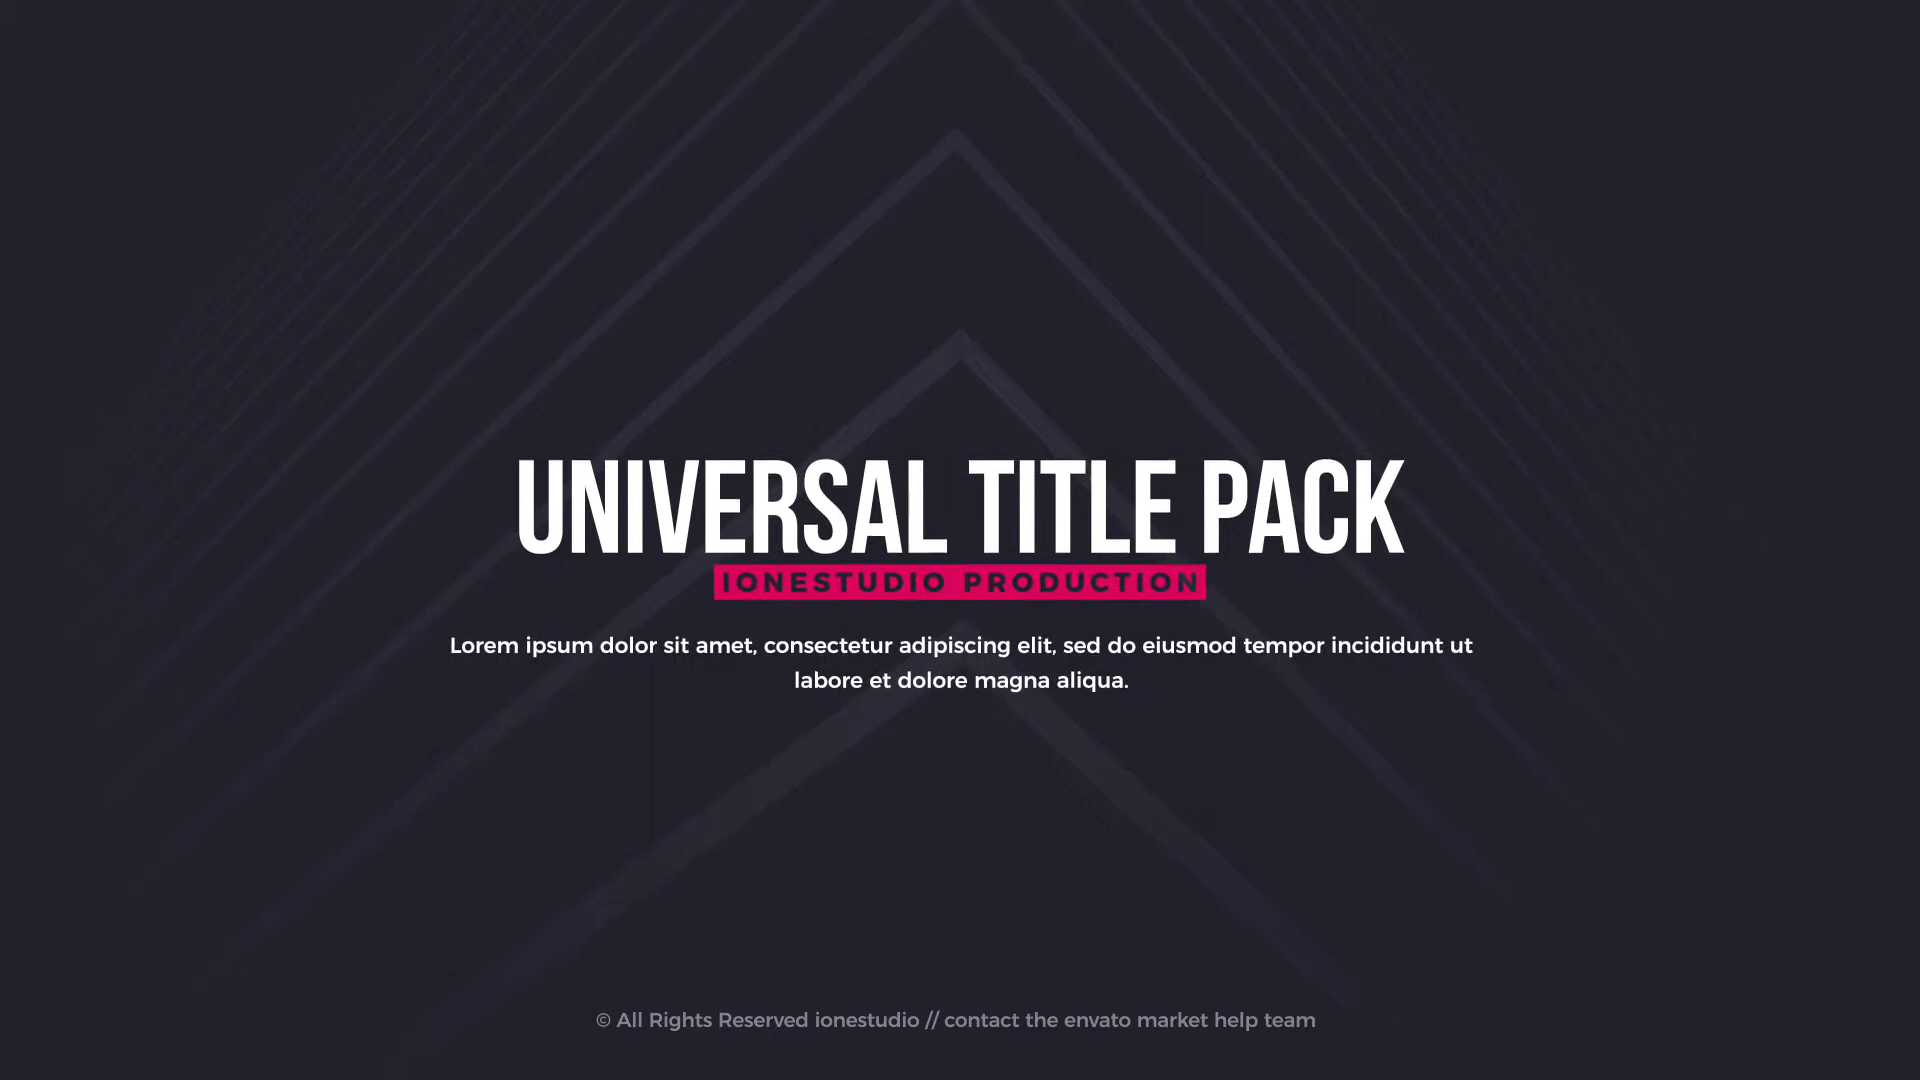 UNIVERSAL TITLE PACK
IONESTUDIO PRODUCTION
Lorem ipsum dolor sit amet, consectetur adipiscing elit, sed do eiusmod tempor incididunt ut
labore et dolore magna aliqua.
© All Rights Reserved ionestudio // contact the envato market help team